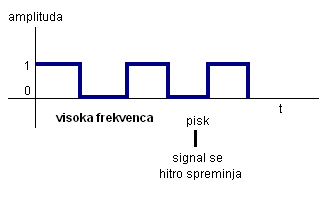 amplituda
1
0
t
visoka frekvenca
pisk
signal se
hitro spreminja